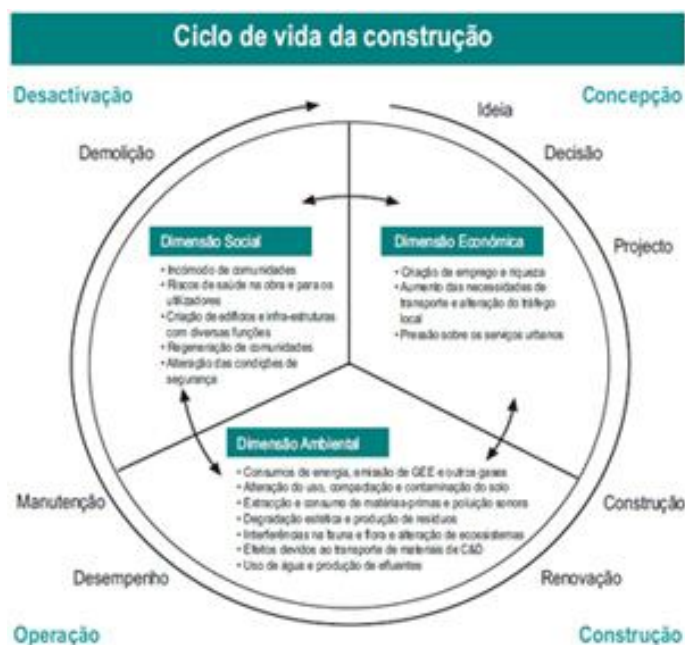 Ciclo de vida da construção
Desactivação
Concepção
Ideia
Demolição
Decisão
Projecto
Dimensão Social
• Incómodo de comunidades
• Riscos de saúde na obra e para os
utilizadores
• Criação de edifícios e infra-estruturas
com diversas funções
• Regeneração de comunidades
• Alteração das condições de
segurança
Dimensão Económica
• Criação de emprego e riqueza
• Aumento das necessidades de
transporte e alteração do tráfego
local
• Pressão sobre os serviços urbanos
Dimensão Ambiental
• Consumos de energia, emissão de GEE e outros gases
• Alteração do uso, compactação e contaminação do solo
• Extracção e consumo de matérias-primas e poluição sonora
• Degradação estética e produção de resíduos
• Interferências na fauna e flora e alteração de ecossistemas
• Efeitos devidos ao transporte de materiais de C&D
• Uso de água e produção de efluentes
Manutenção
Construção
Desempenho
Renovação
Operação
Construção